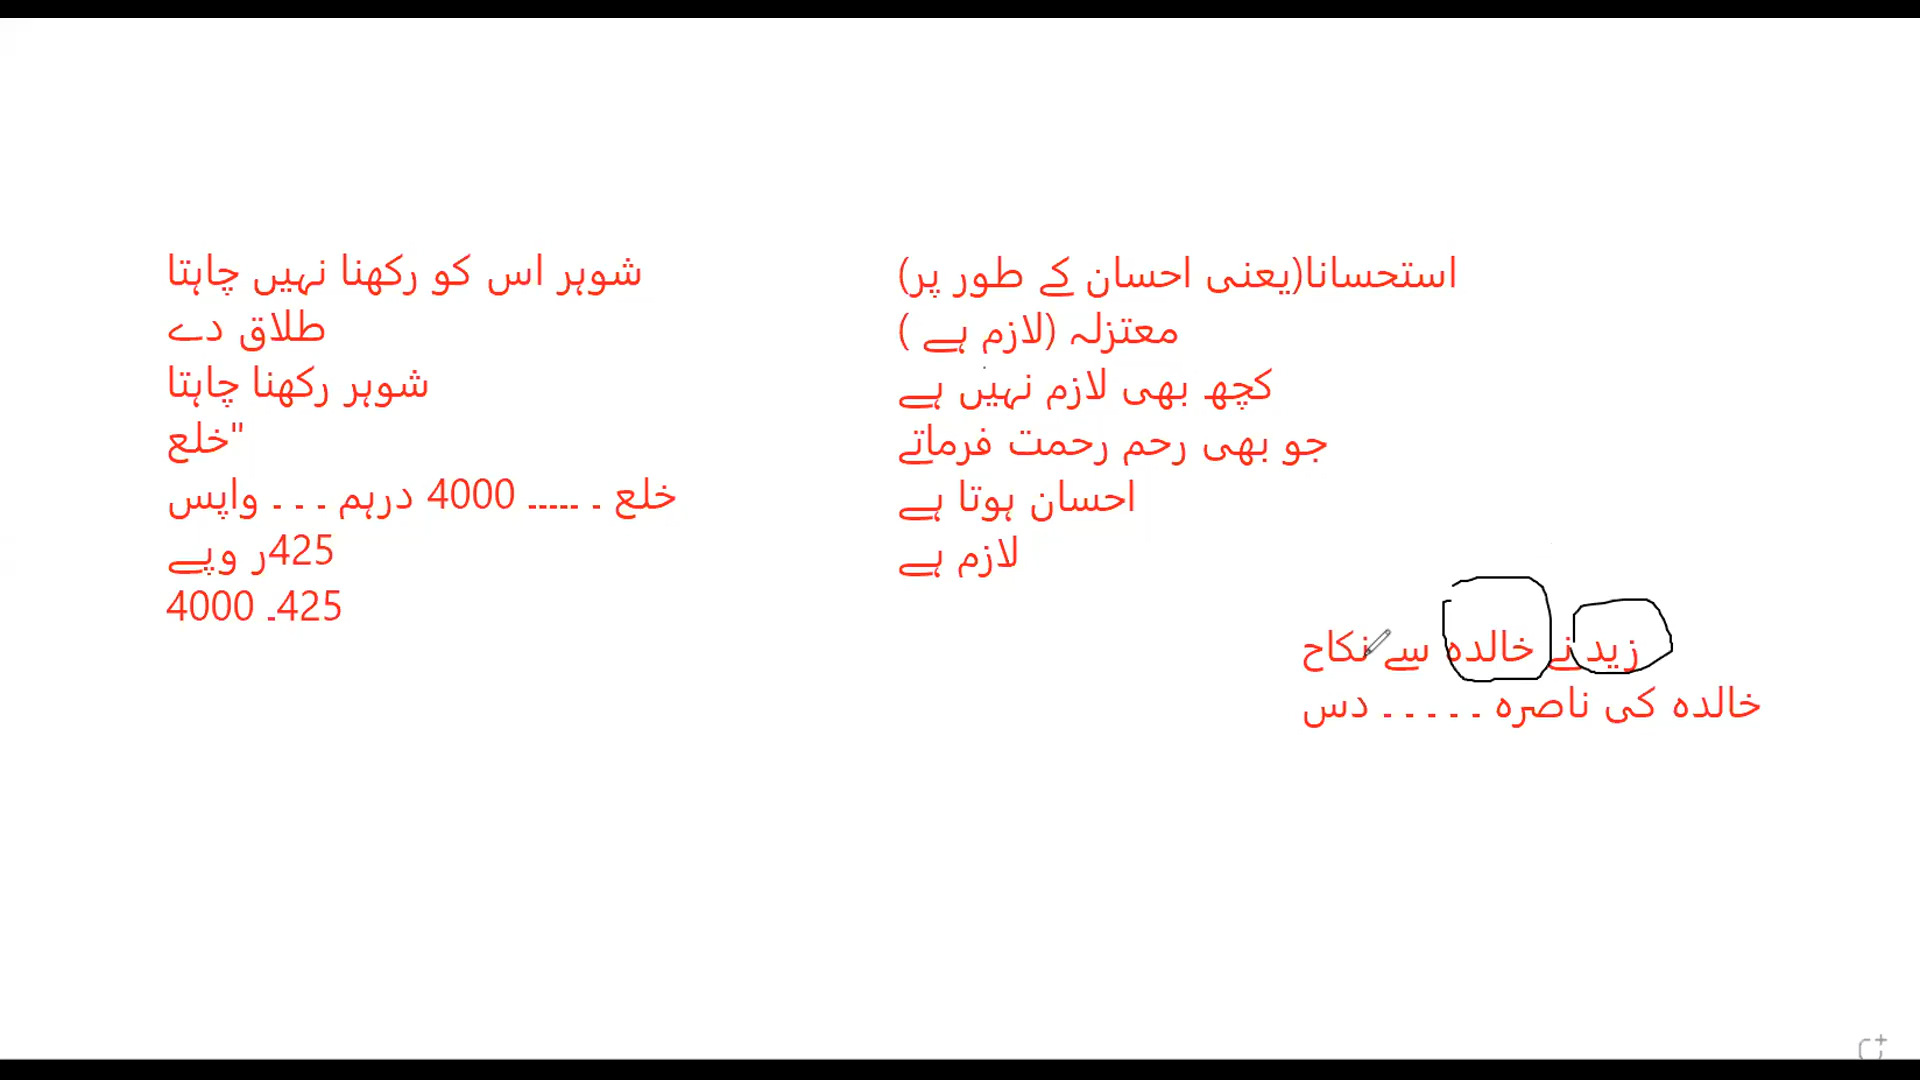 استحسانا(یعنی احسان کے طور پر)
معتزلہ (لازم ہے )
کچھ بھی لازم نہیں ہے
جو بھی رحم رحمت فرماتے
احسان ہوتا ہے
لازم ہے
شوہر اس کو رکھنا نہیں چاہتا
طلاق دے
شوہر رکھنا چاہتا
"خلع
خلع ۔ ----- 4000 درہم ۔ ۔ ۔ واپس
425ر وپے
425۔ 4000
زید نے خالدہ سے نکاح
خالدہ کی ناصرہ ۔ ۔ ۔ ۔ ۔ دس